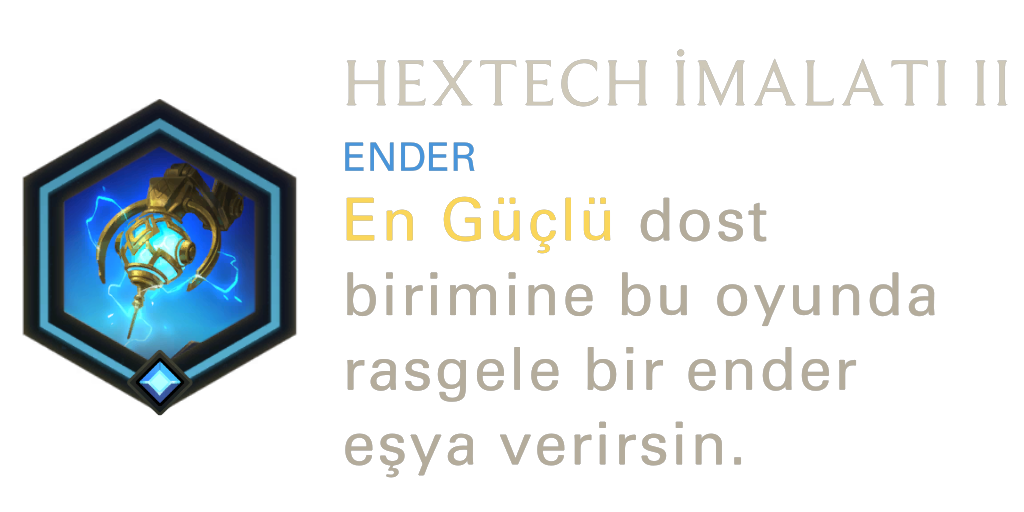 HEXTECH İMALATI II
ENDER
En Güçlü dost
birimine bu oyunda
rasgele bir ender
eşya verirsin.